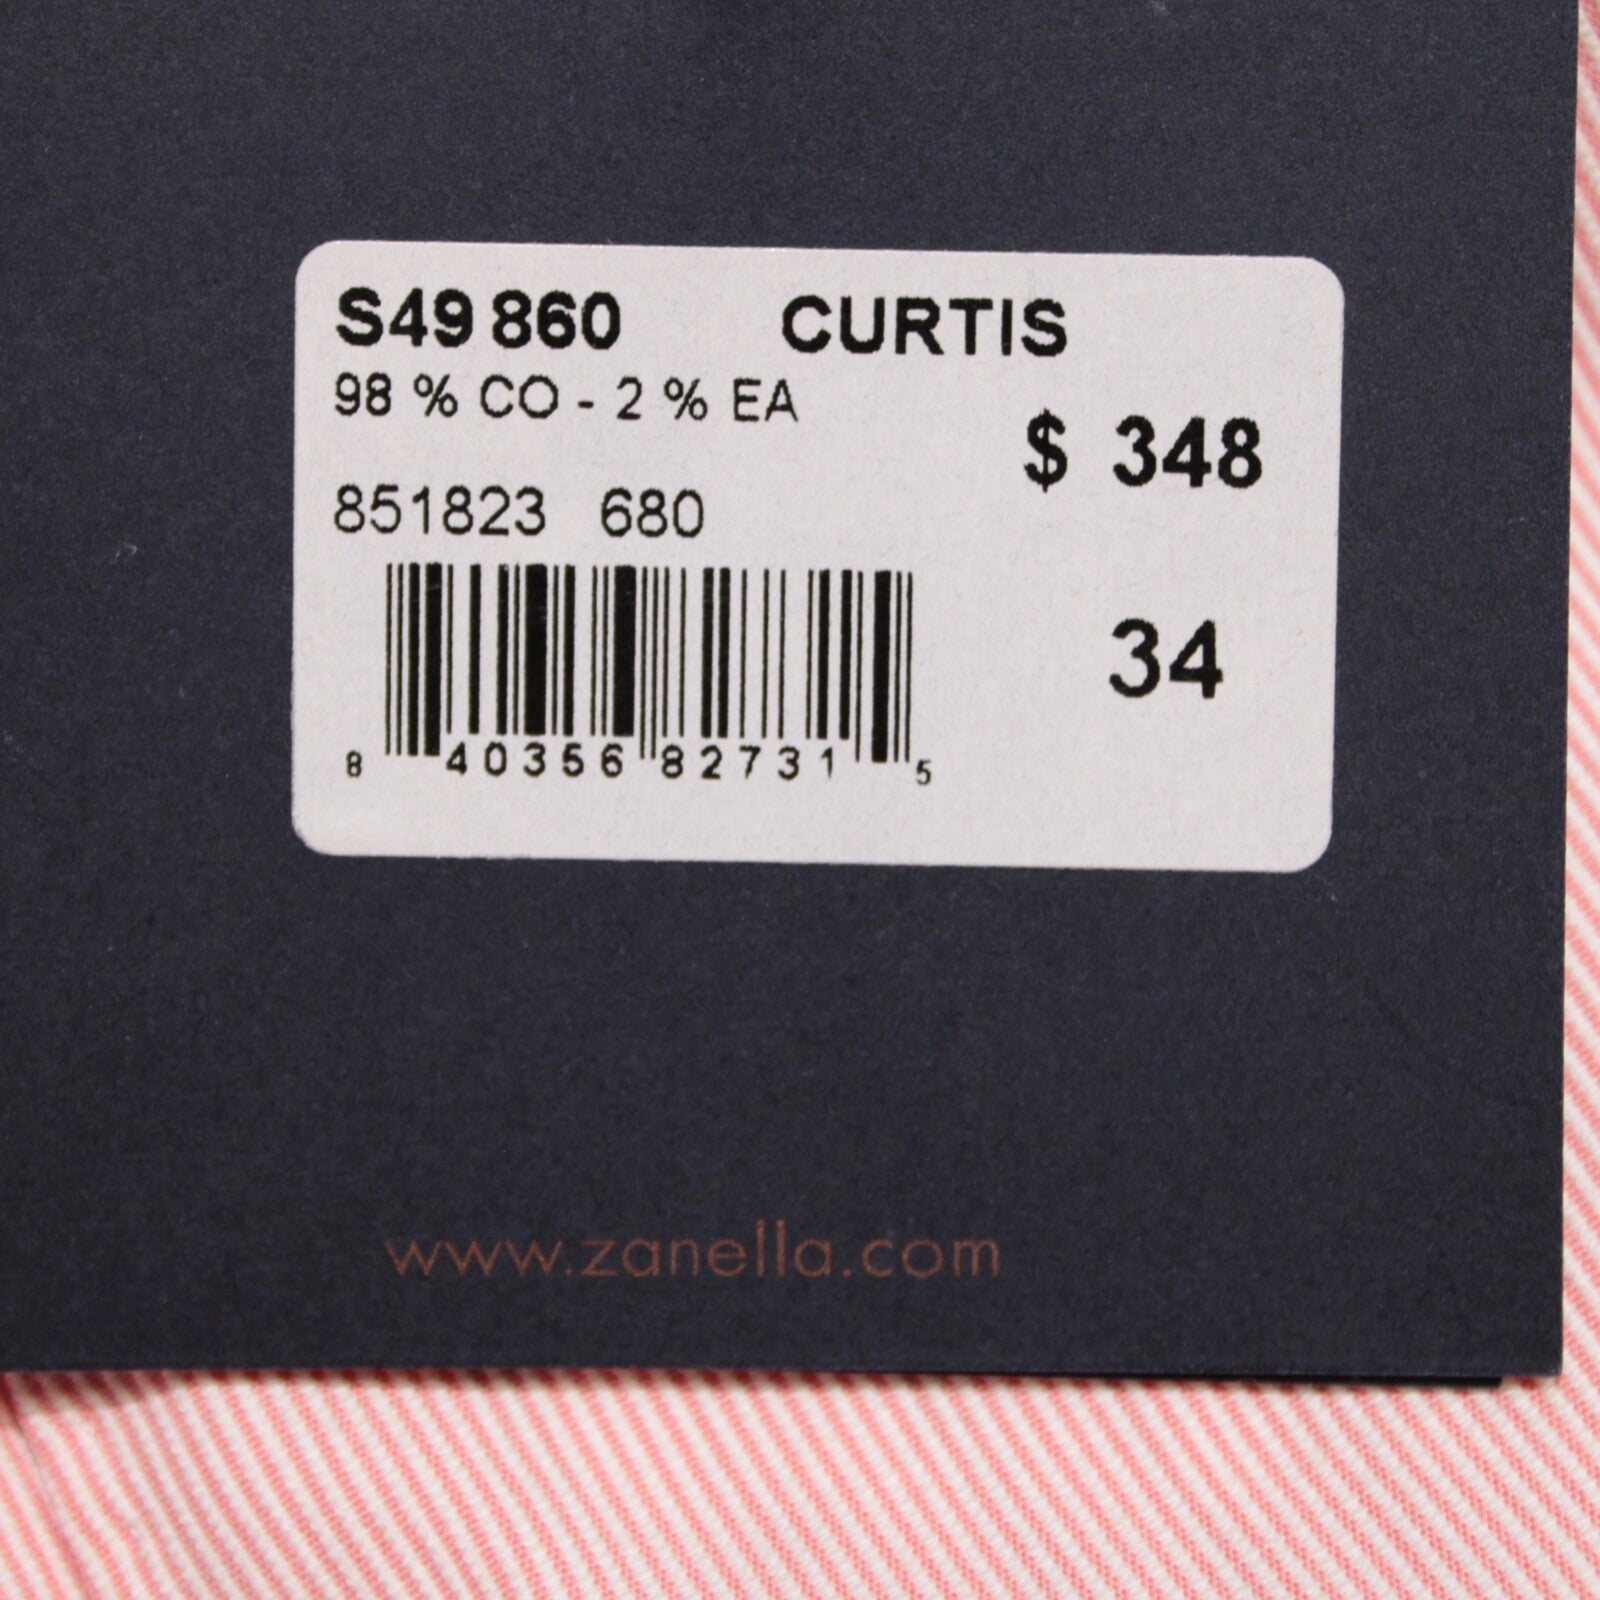 S49 860 CURTIS
98 % CO - 2 % EA
$ 348
851823 680
34
8 40356 82731 5
www.zanella.com